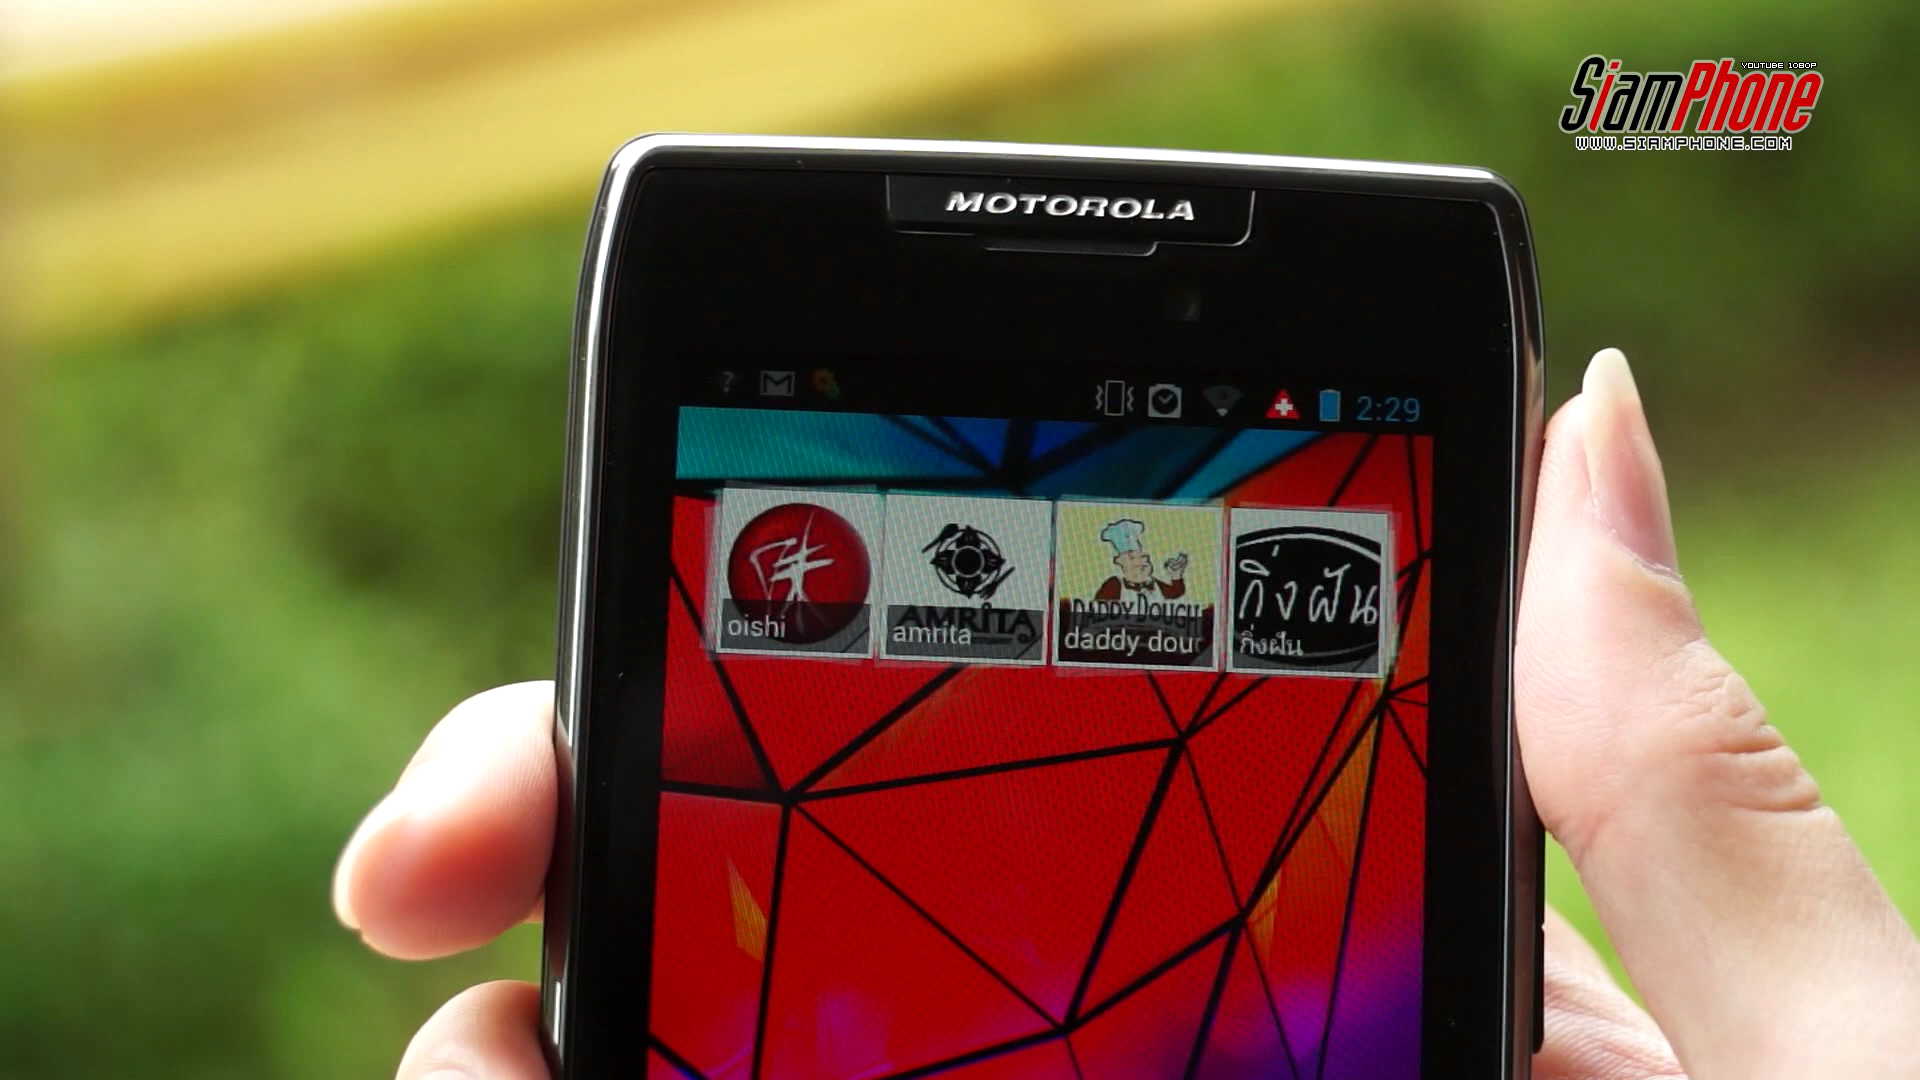 YOUTUBE 1080P
SiamPhone
WWW.SIAMPHONE.COM
MOTOROLA
2:29
AMRITA
DADDY DOUGH
กิ่งฝัน
oishi
amrita
daddy dou
กิ่งฝัน